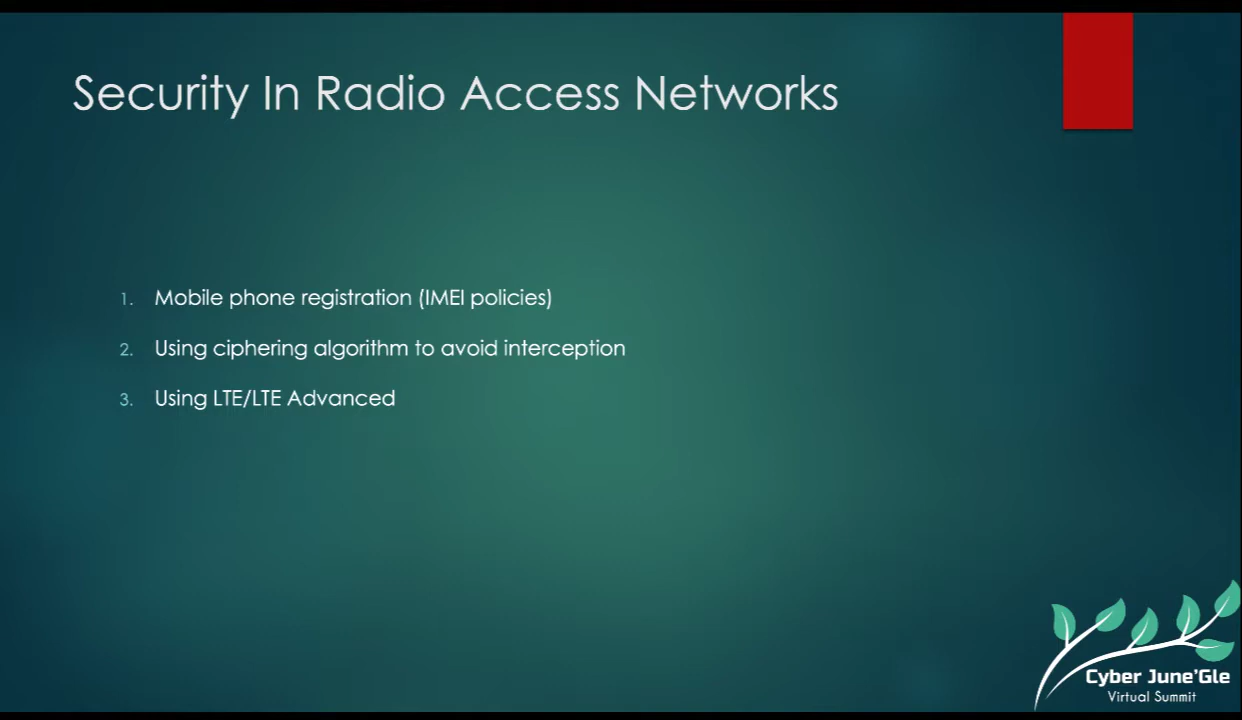 Security In Radio Access Networks
1. Mobile phone registration (IMEI policies)
2. Using ciphering algorithm to avoid interception
3. Using LTE/LTE Advanced
Cyber June'Gle
Virtual Summit